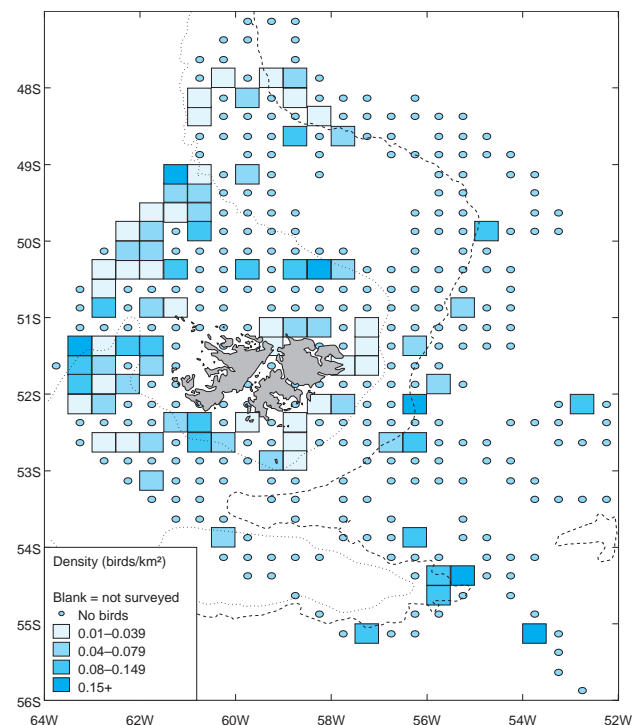 48S
49S
50S
51S
52S
53S
54S
55S
56S
Density (birds/km²)
Blank = not surveyed
No birds
0.01–0.039
0.04–0.079
0.08–0.149
0.15+
64W
62W
60W
58W
56W
54W
52W